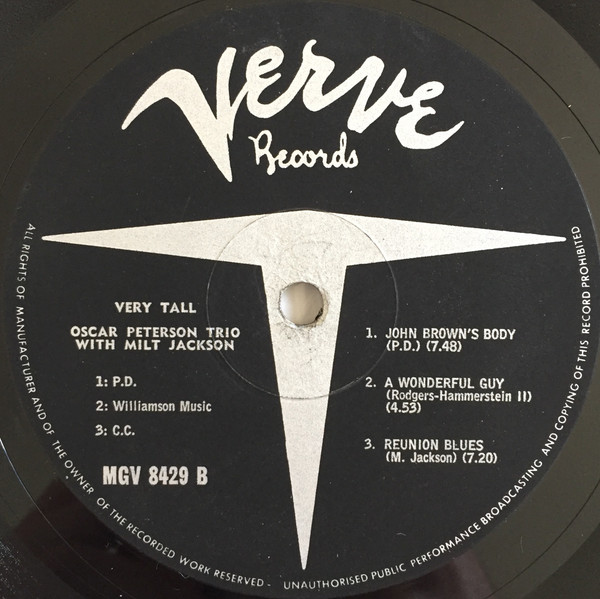 Verve
Records
VERY TALL
OSCAR PETERSON TRIO
WITH MILT JACKSON
1: P.D.
2: Williamson Music
3: C.C.
MGV 8429 B
1. JOHN BROWN'S BODY
(P.D.) (7.48)
2. A WONDERFUL GUY
(Rodgers-Hammerstein II)
(4.53)
3. REUNION BLUES
(M. Jackson) (7.20)
ALL RIGHTS OF MANUFACTURER AND OF THE OWNER OF THE RECORDED WORK RESERVED - UNAUTHORISED PUBLIC PERFORMANCE BROADCASTING AND COPYING OF THIS RECORD PROHIBITED